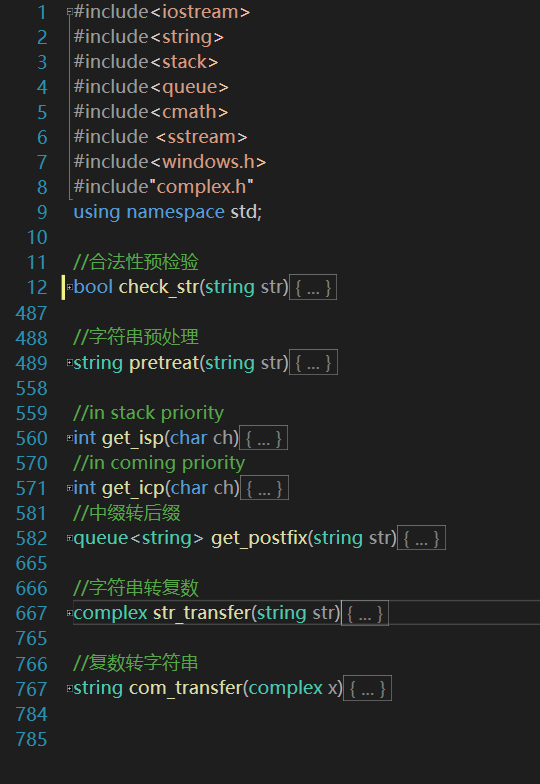 1 #include<iostream>
2 #include<string>
3 #include<stack>
4 #include<queue>
5 #include<cmath>
6 #include <sstream>
7 #include<windows.h>
8 #include"complex.h"
9 using namespace std;
10
11 //合法性预检验
12 bool check_str(string str){ ... }
487
488 //字符串预处理
489 string pretreat(string str){ ... }
558
559 //in stack priority
560 int get_isp(char ch){ ... }
570 //in coming priority
571 int get_icp(char ch){ ... }
581 //中缀转后缀
582 queue<string> get_postfix(string str){ ... }
665
666 //字符串转复数
667 complex str_transfer(string str){ ... }
765
766 //复数转字符串
767 string com_transfer(complex x){ ... }
784
785